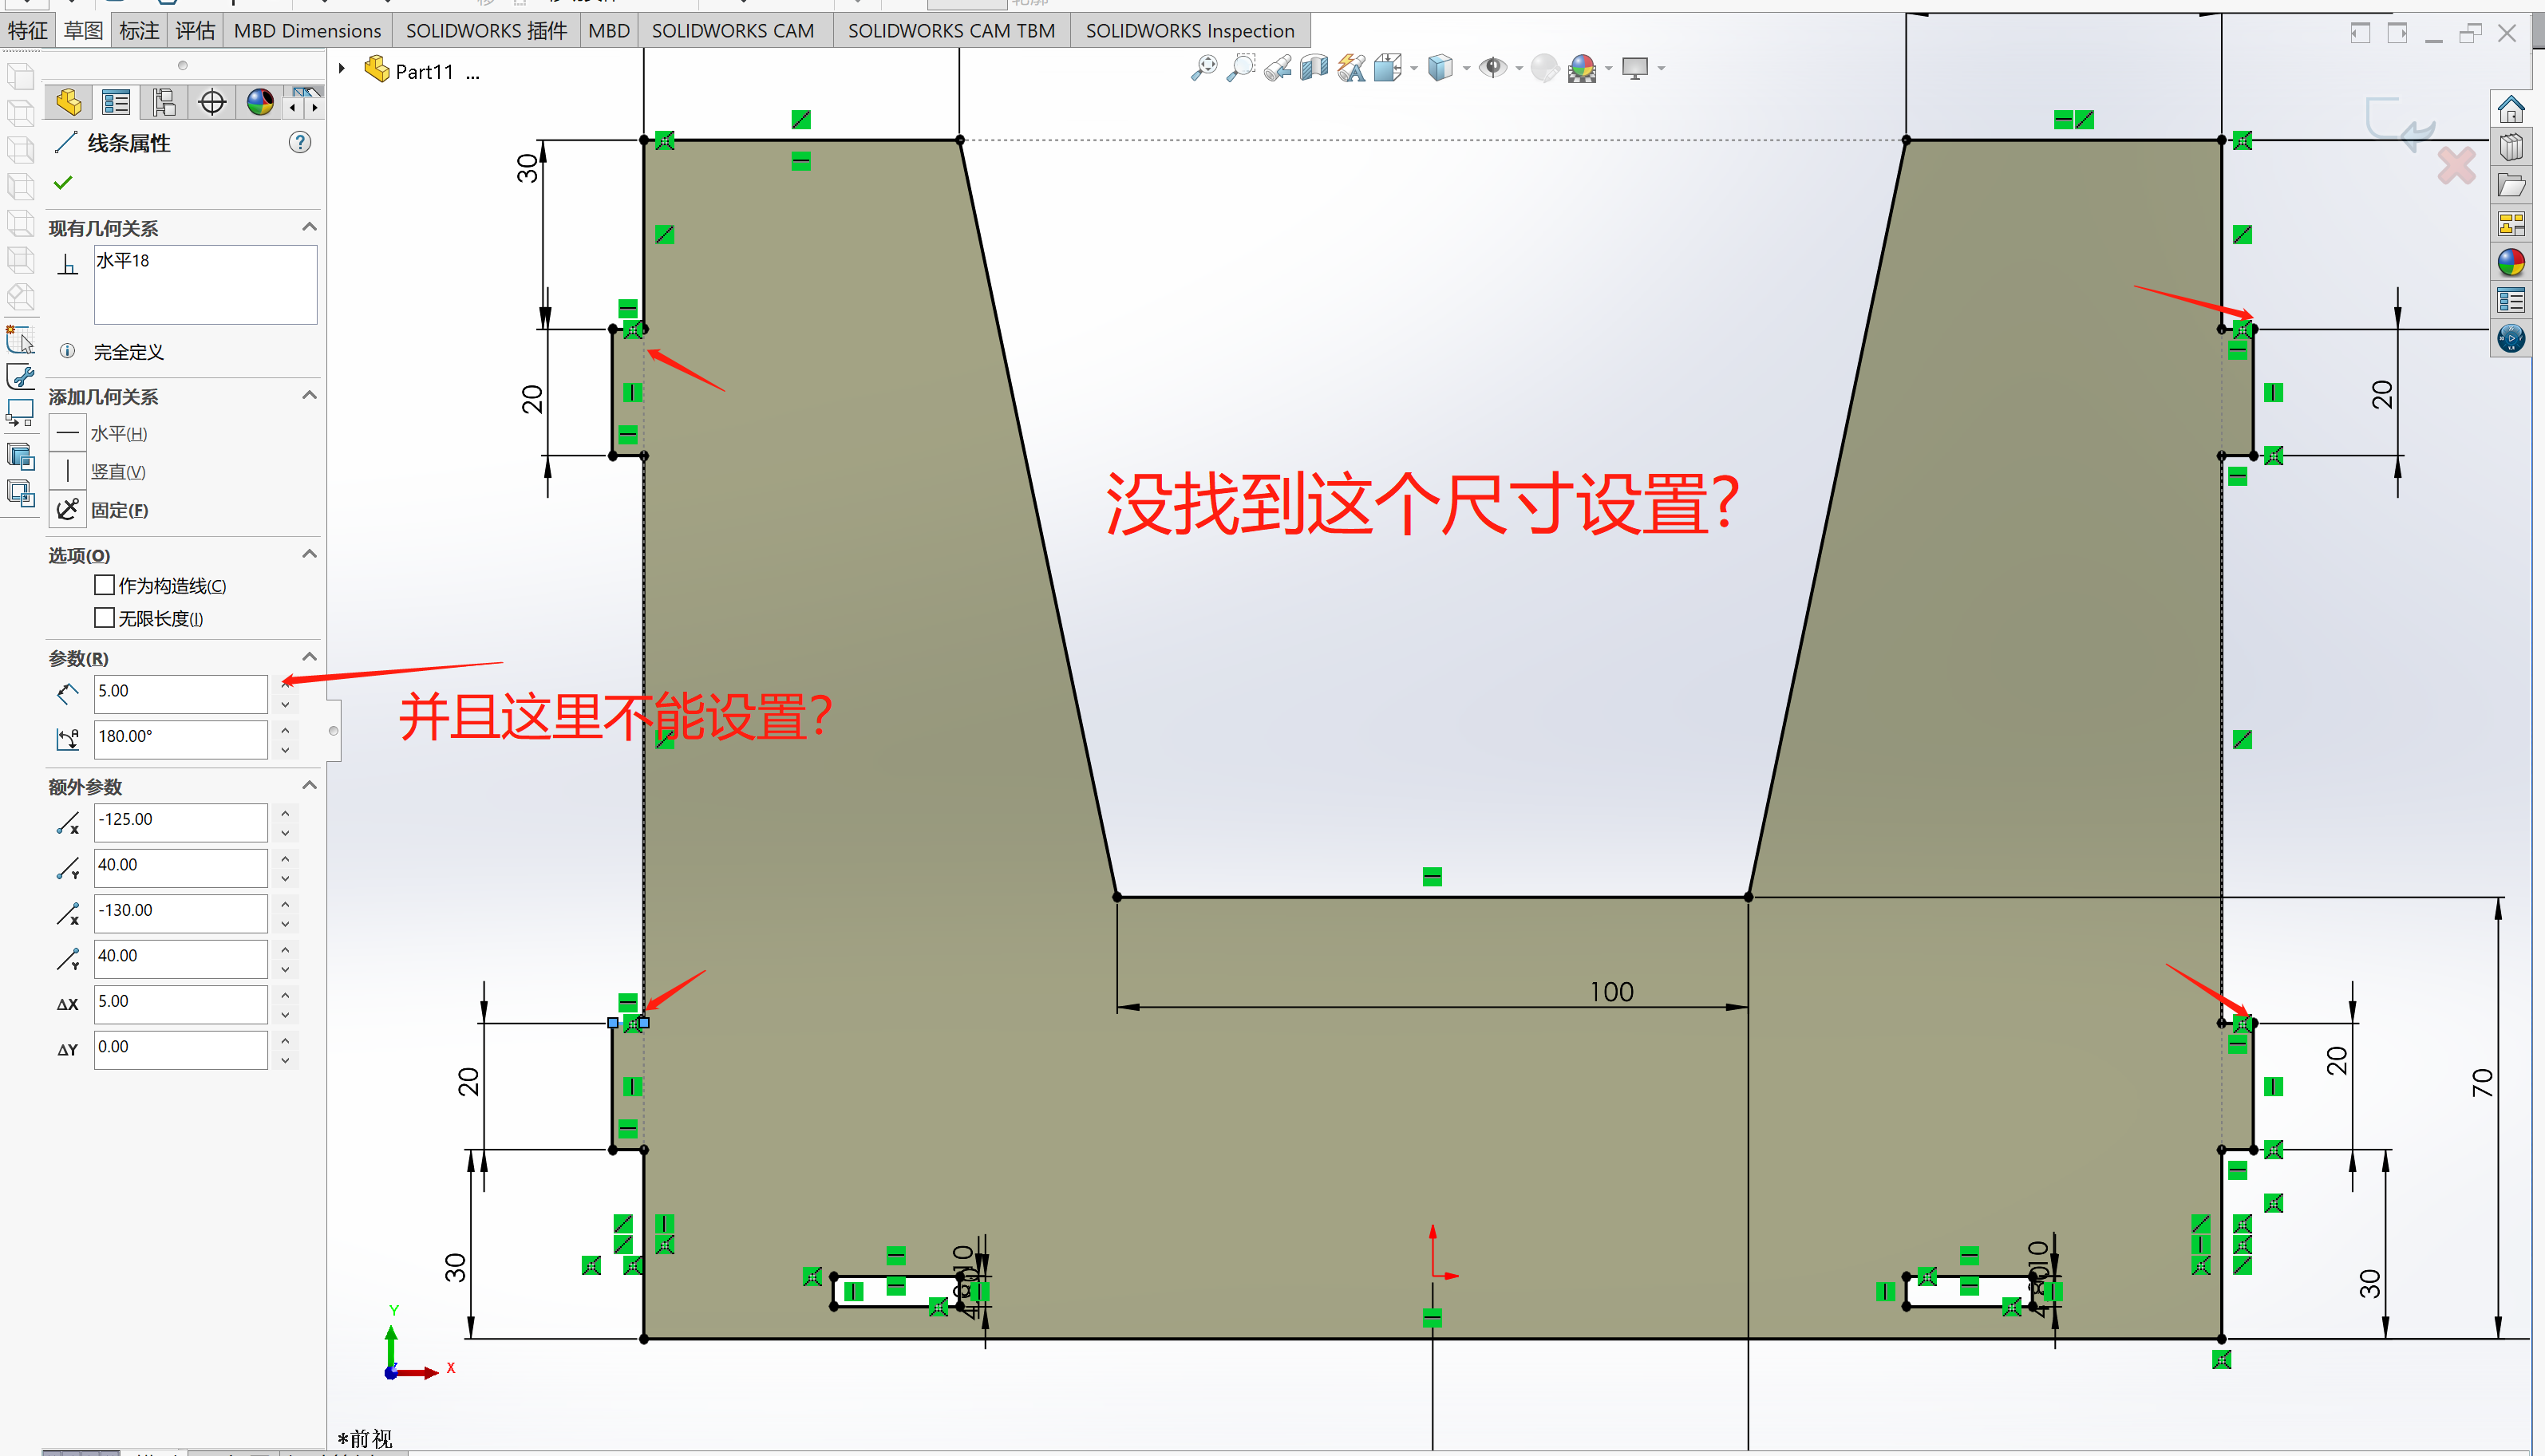 特征 草图 标注 评估 MBD Dimensions SOLIDWORKS 插件 MBD SOLIDWORKS CAM SOLIDWORKS CAM TBM SOLIDWORKS Inspection
Part11 ...
线条属性
现有几何关系
水平18
完全定义
添加几何关系
水平(H)
竖直(V)
固定(F)
选项(O)
作为构造线(C)
无限长度(I)
参数(R)
5.00
180.00°
额外参数
-125.00
40.00
-130.00
40.00
ΔX 5.00
ΔY 0.00
30
20
20
没找到这个尺寸设置?
并且这里不能设置?
100
20
20
70
30
30
Y
X
*前视